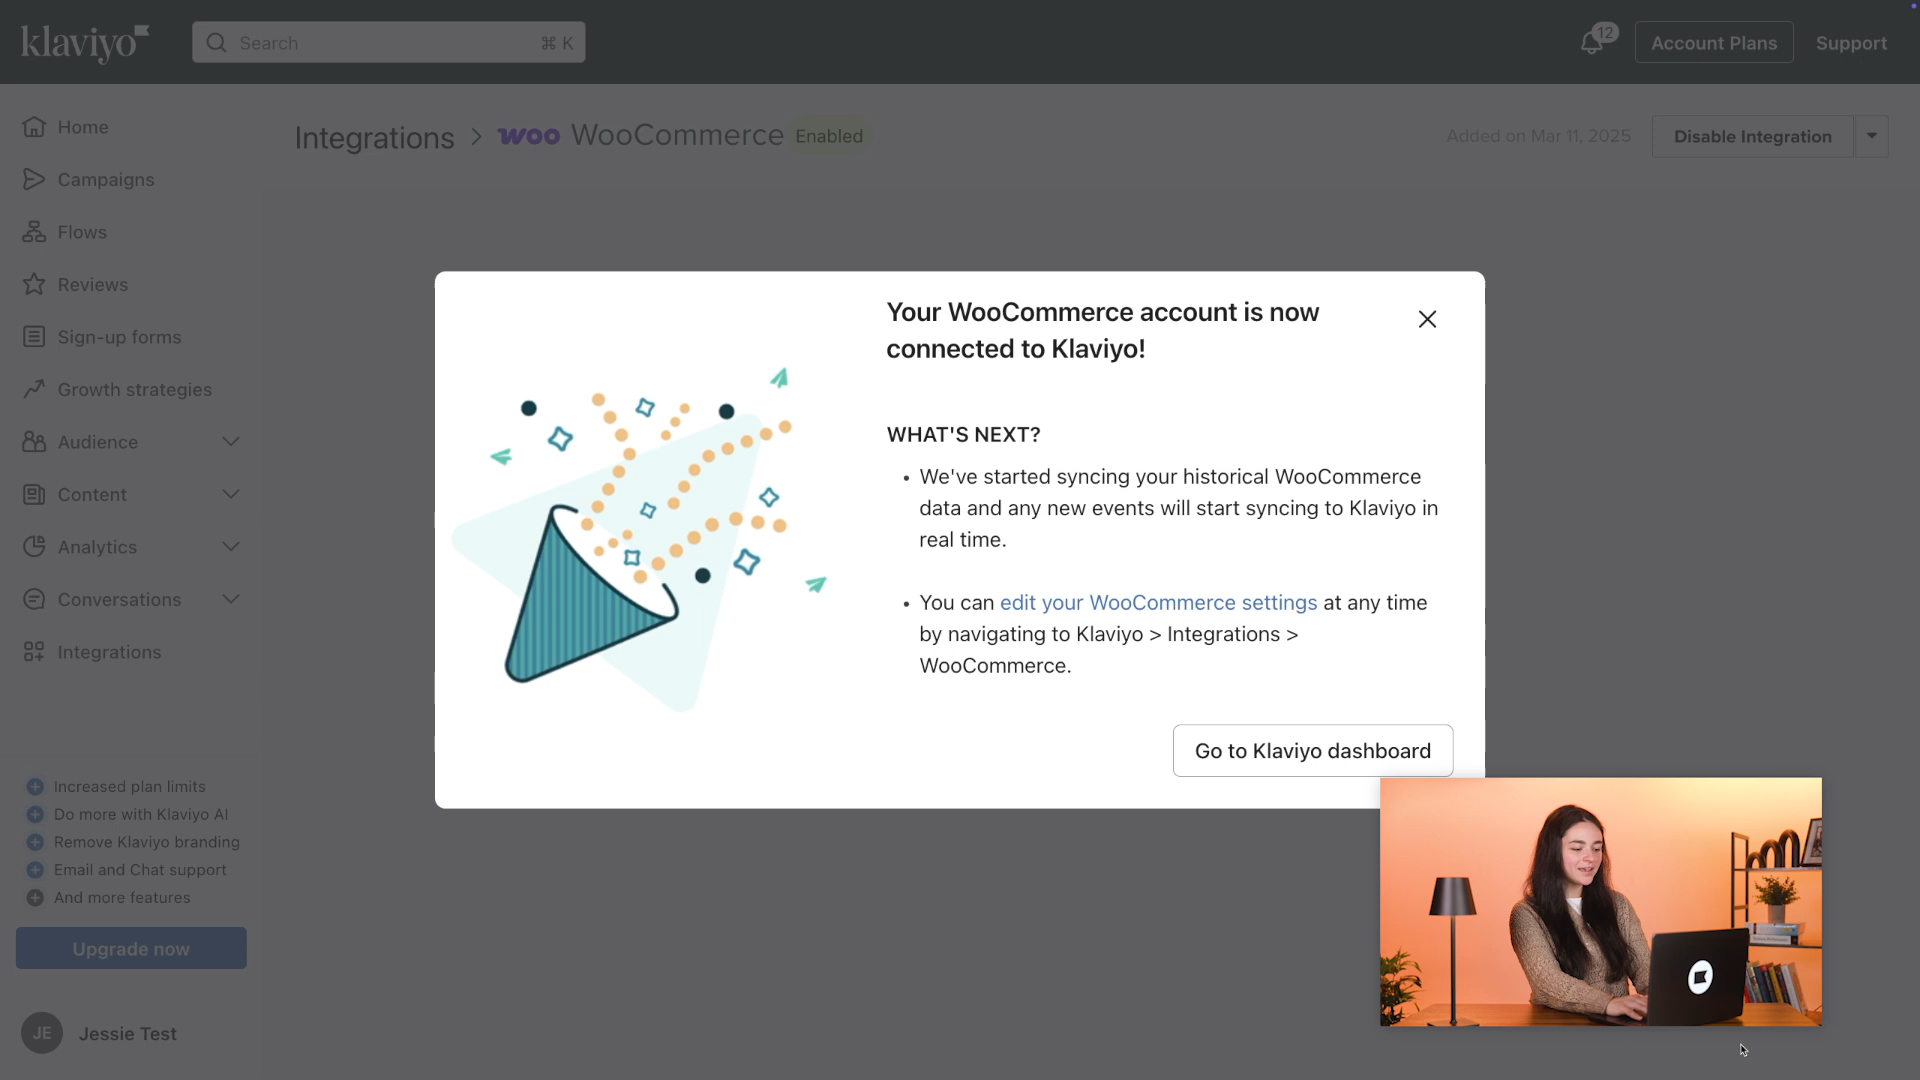 klaviyo
Search
⌘ K
12
Account Plans
Support
Home
Campaigns
Flows
Reviews
Sign-up forms
Growth strategies
Audience
Content
Analytics
Conversations
Integrations
Increased plan limits
Do more with Klaviyo AI
Remove Klaviyo branding
Email and Chat support
And more features
Upgrade now
JE
Jessie Test
Integrations > woo WooCommerce Enabled
Added on Mar 11, 2025
Disable Integration
Your WooCommerce account is now
connected to Klaviyo!
WHAT'S NEXT?
• We've started syncing your historical WooCommerce
data and any new events will start syncing to Klaviyo in
real time.
• You can edit your WooCommerce settings at any time
by navigating to Klaviyo > Integrations >
WooCommerce.
Go to Klaviyo dashboard